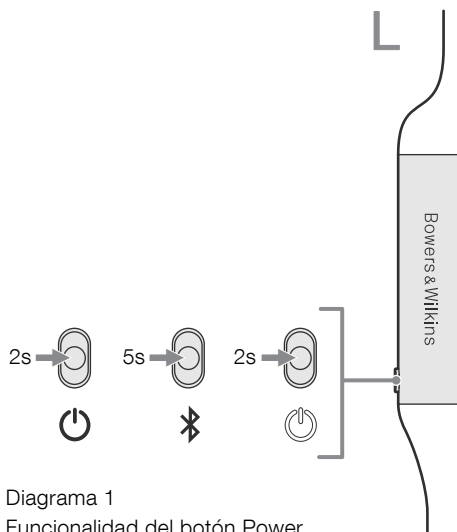 L
Bowers & Wilkins
2s 5s 2s
Diagrama 1
Funcionalidad del botón Power